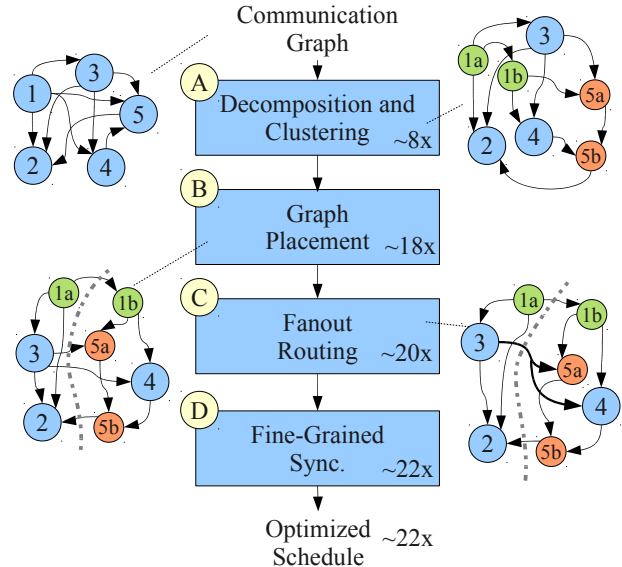 Communication
Graph
1
3
5
2
4
A
Decomposition and
Clustering
~8x
3
1a
1b
5a
2
4
5b
B
Graph
Placement
~18x
1a
1b
3
5a
4
2
5b
C
Fanout
Routing
~20x
1a
1b
3
5a
4
2
5b
D
Fine-Grained
Sync.
~22x
Optimized
Schedule
~22x